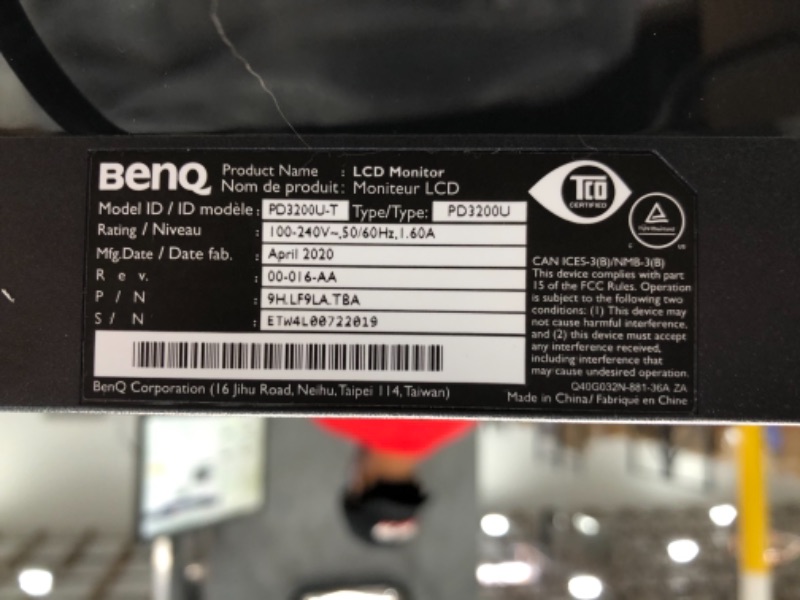 BenQ
Product Name : LCD Monitor
Nom de produit : Moniteur LCD
Model ID / ID modèle : PD3200U-T Type/Type: PD3200U
Rating / Niveau : 100-240V~,50/60Hz,1.60A
Mfg.Date / Date fab. : April 2020
R e v. : 00-016-AA
P / N : 9H.LF9LA.TBA
S / N : ETW4L00722019
BenQ Corporation (16 Jihu Road, Neihu, Taipei 114, Taiwan)
TCO
CERTIFIED
CAN ICES-3(B)/NMB-3(B)
This device complies with part
15 of the FCC Rules. Operation
is subject to the following two
conditions: (1) This device may
not cause harmful interference,
and (2) this device must accept
any interference received,
including interference that
may cause undesired operation.
Q40G032N-881-36A ZA
Made in China/ Fabriqué en Chine